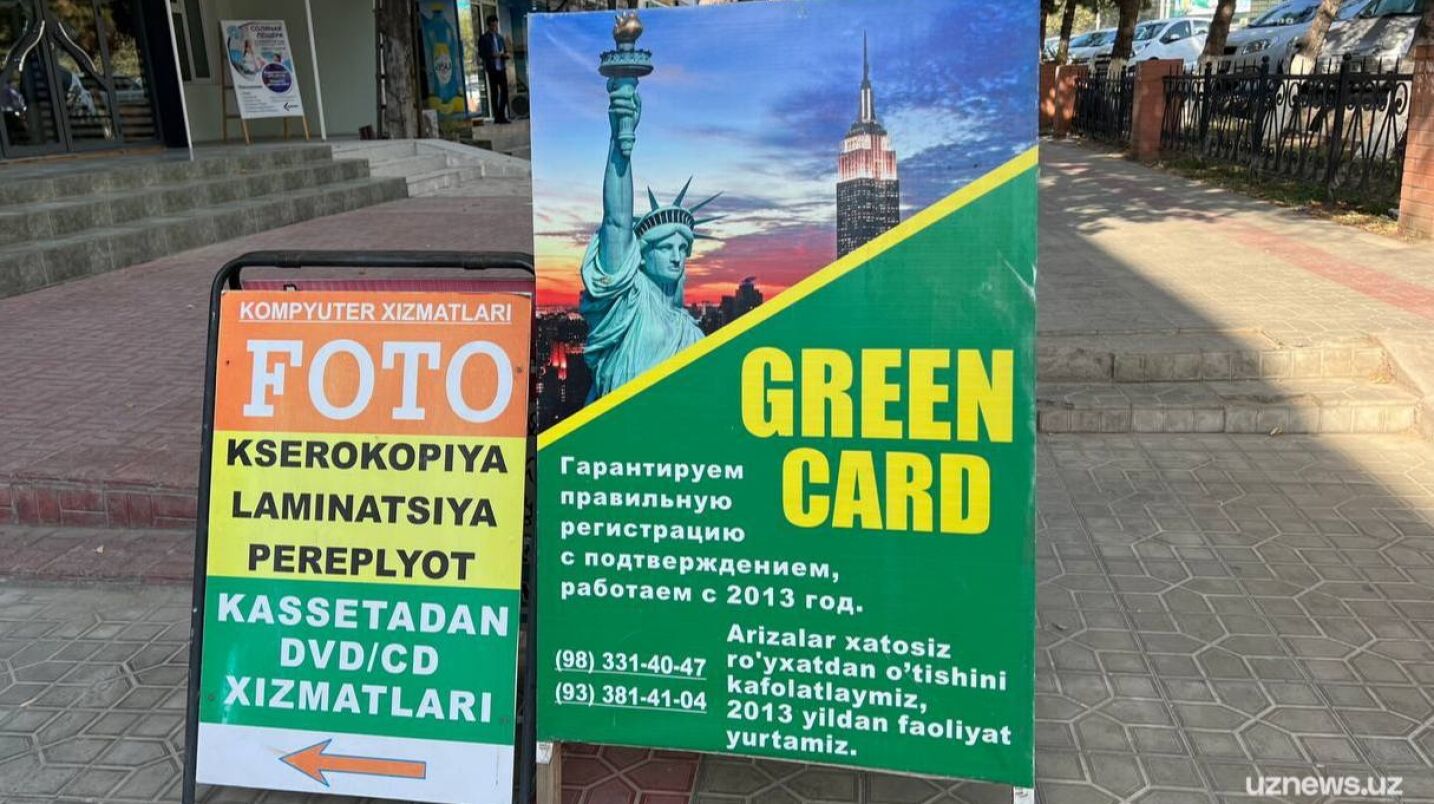 СОЛЯНАЯ
ПЕЩЕРА
KOMPYUTER XIZMATLARI
FOTO
KSEROKOPIYA
LAMINATSIYA
PEREPLYOT
KASSETADAN
DVD/CD
XIZMATLARI
GREEN
CARD
Гарантируем
правильную
регистрацию
с подтверждением,
работаем с 2013 год.
(98) 331-40-47
(93) 381-41-04
Arizalar xatosiz
ro'yxatdan o’tishini
kafolatlaymiz,
2013 yildan faoliyat
yurtamiz.
uznews.uz